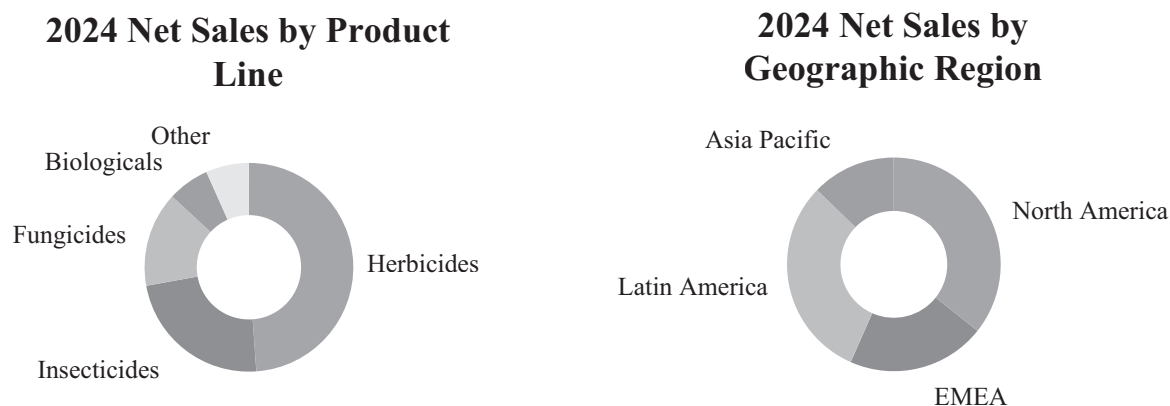 2024 Net Sales by Product
Line
Other
Biologicals
Fungicides
Herbicides
Insecticides
2024 Net Sales by
Geographic Region
Asia Pacific
North America
Latin America
EMEA